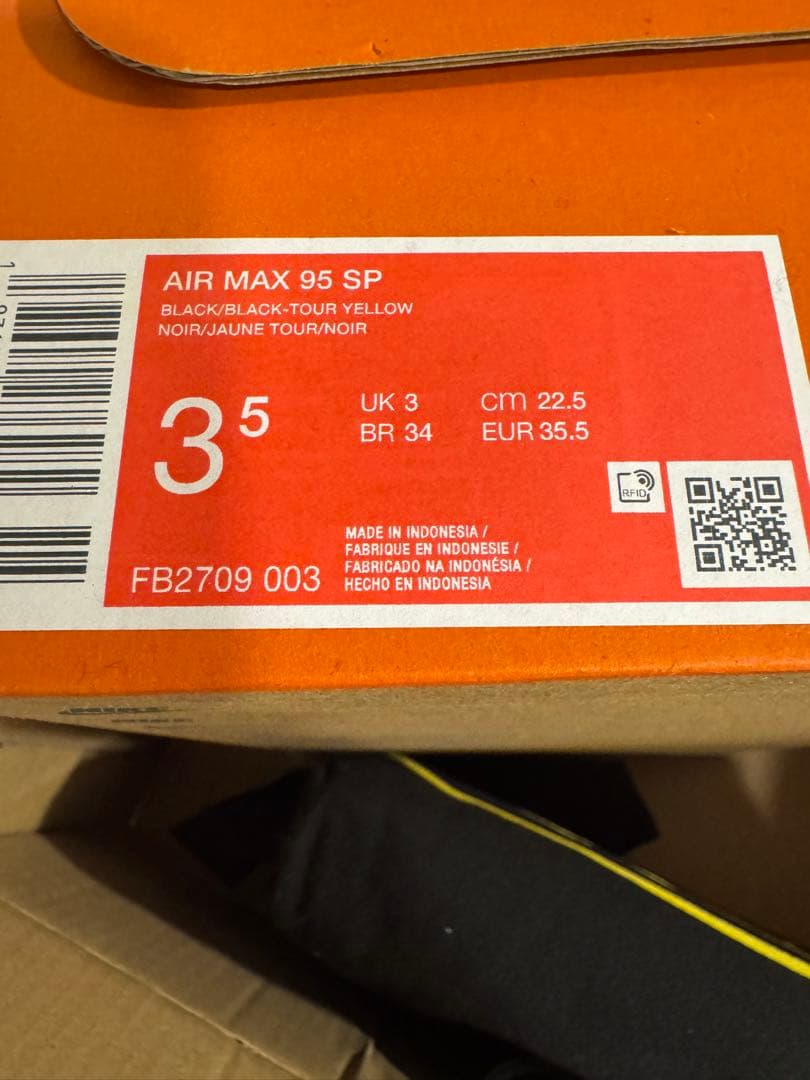 AIR MAX 95 SP
BLACK/BLACK-TOUR YELLOW
NOIR/JAUNE TOUR/NOIR
3 5
UK 3
cm 22.5
BR 34
EUR 35.5
RFID
MADE IN INDONESIA /
FABRIQUE EN INDONESIE /
FABRICADO NA INDONÉSIA /
HECHO EN INDONESIA
FB2709 003